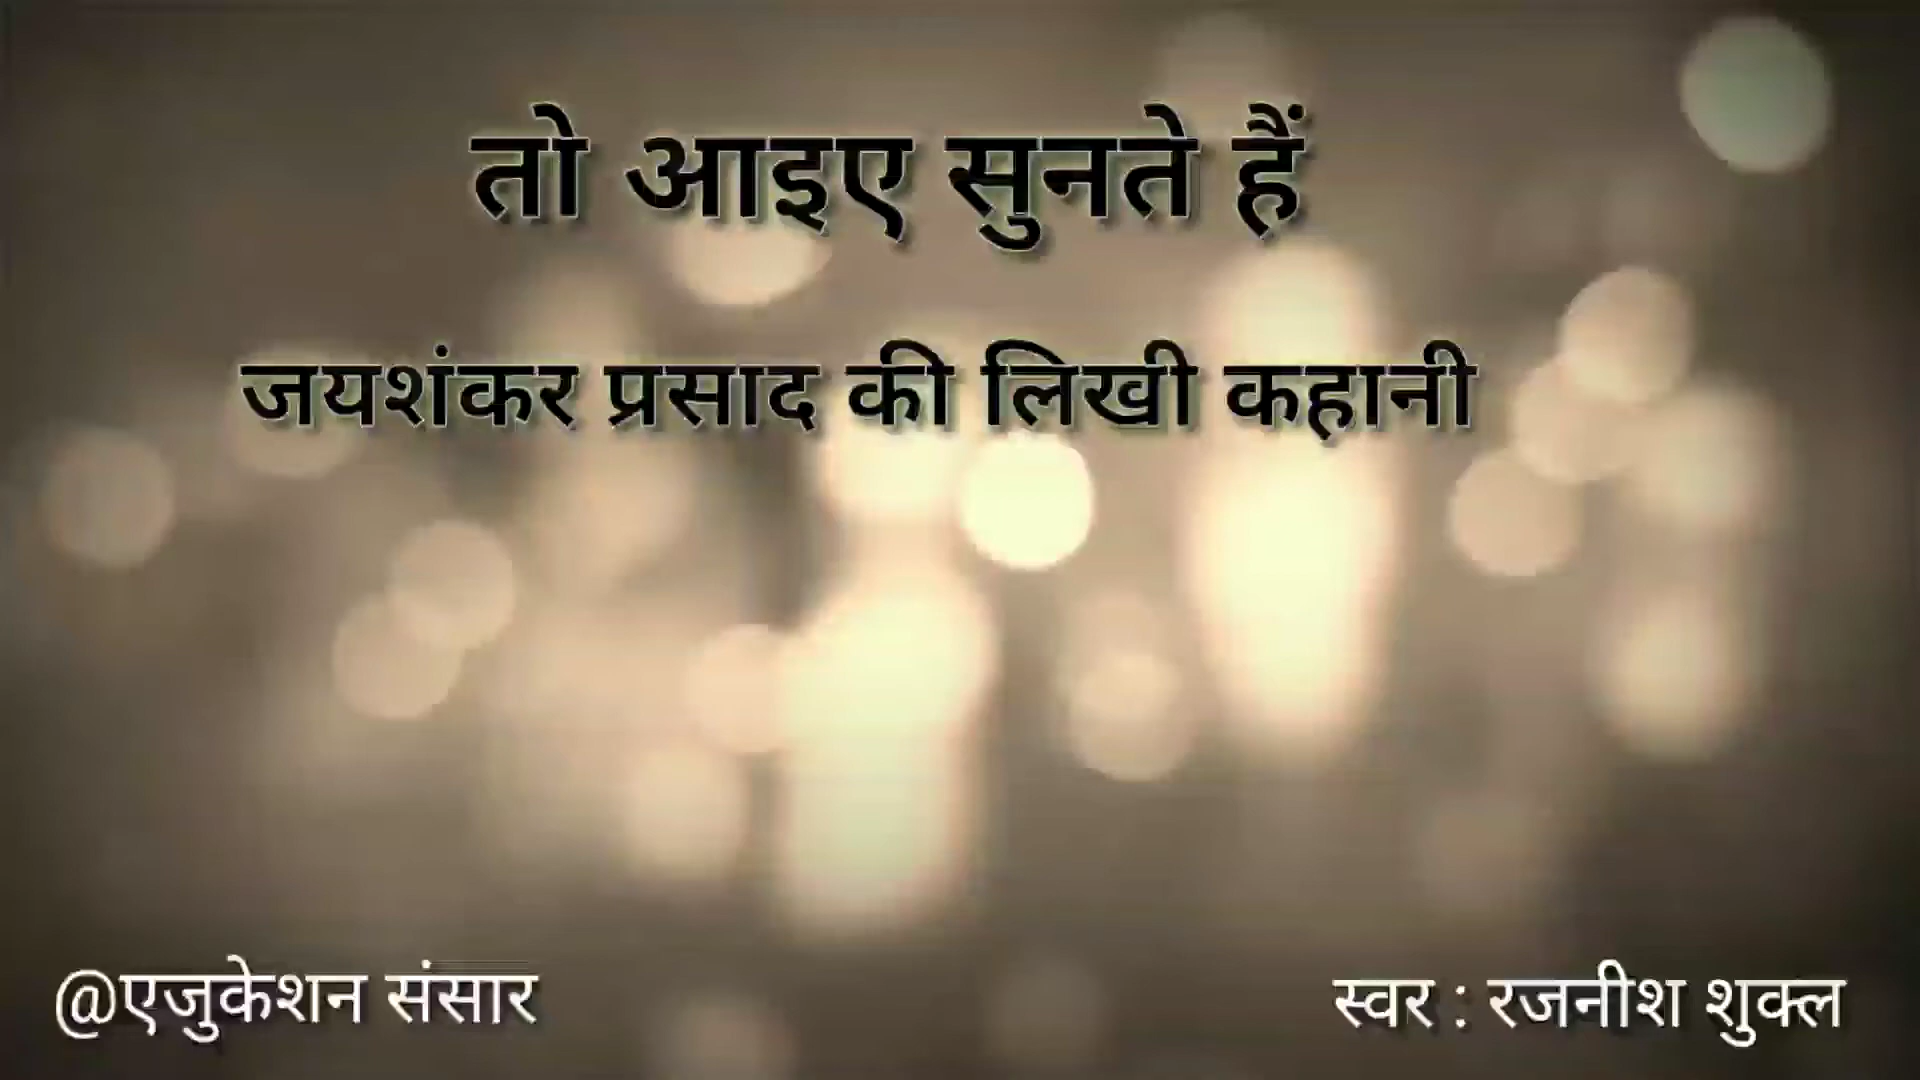 तो आइए सुनते हैं
जयशंकर प्रसाद की लिखी कहानी
@एजुकेशन संसार
स्वर : रजनीश शुक्ल